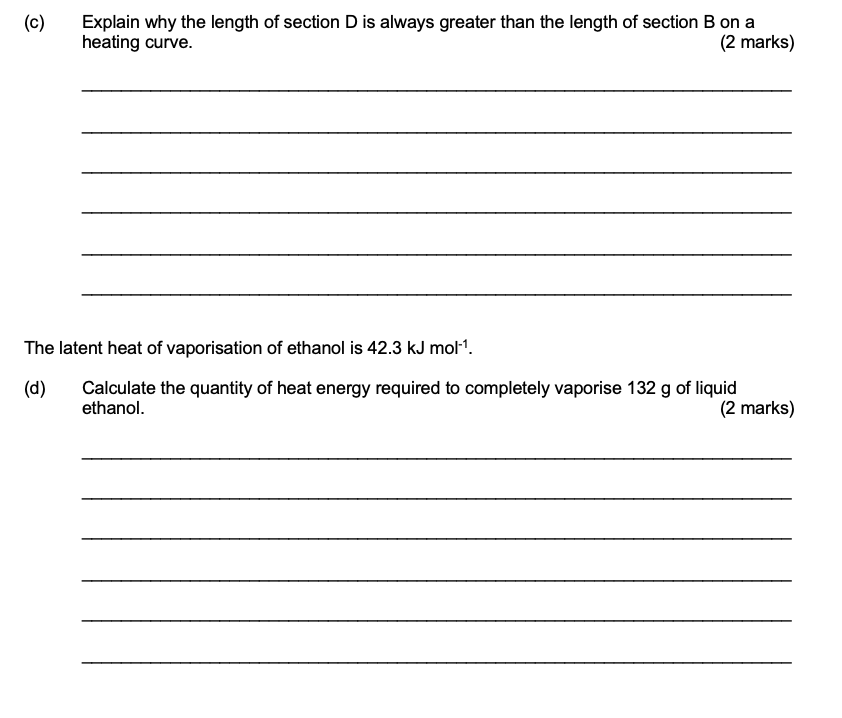 (c) Explain why the length of section D is always greater than the length of section B on a
heating curve. (2 marks)
The latent heat of vaporisation of ethanol is 42.3 kJ mol⁻¹.
(d) Calculate the quantity of heat energy required to completely vaporise 132 g of liquid
ethanol. (2 marks)